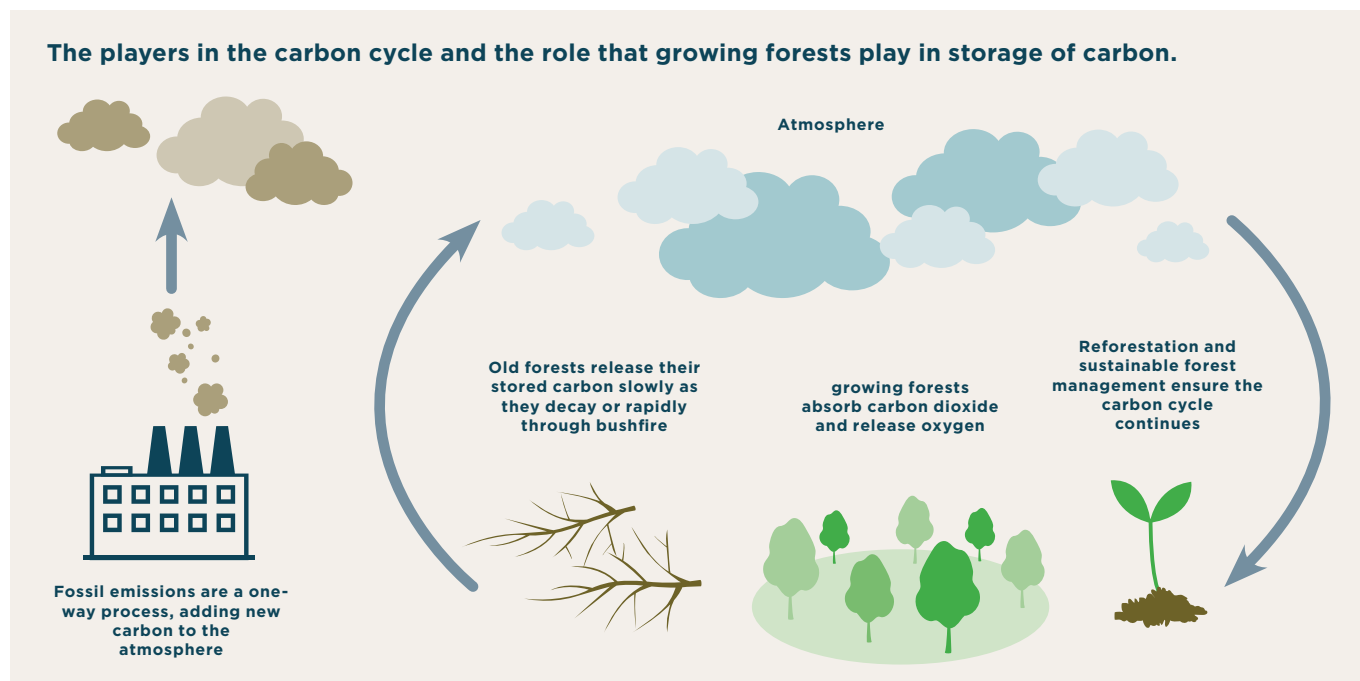 The players in the carbon cycle and the role that growing forests play in storage of carbon.
Atmosphere
Old forests release their
stored carbon slowly as
they decay or rapidly
through bushfire
growing forests
absorb carbon dioxide
and release oxygen
Reforestation and
sustainable forest
management ensure the
carbon cycle
continues
Fossil emissions are a one-
way process, adding new
carbon to the
atmosphere